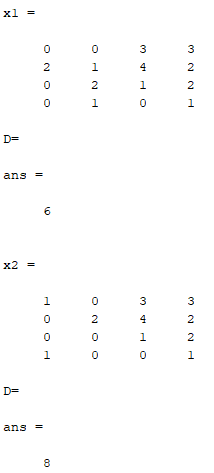 x1 =
0 0 3 3
2 1 4 2
0 2 1 2
0 1 0 1
D=
ans =
6
x2 =
1 0 3 3
0 2 4 2
0 0 1 2
1 0 0 1
D=
ans =
8